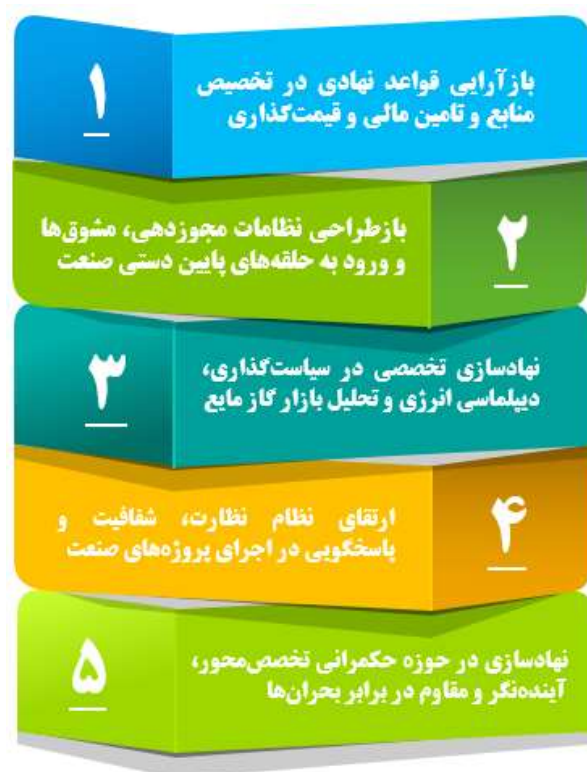 ۱
بازآرایی قواعد نهادی در تخصیص
منابع و تامین مالی و قیمت‌گذاری
۲
بازطراحی نظامات مجوزدهی، مشوق‌ها
و ورود به حلقه‌های پایین دستی صنعت
۳
نهادسازی تخصصی در سیاست‌گذاری،
دیپلماسی انرژی و تحلیل بازار گاز مایع
۴
ارتقای نظام نظارت، شفافیت و
پاسخگویی در اجرای پروژه‌های صنعت
۵
نهادسازی در حوزه حکمرانی تخصص‌محور،
آینده‌نگر و مقاوم در برابر بحران‌ها